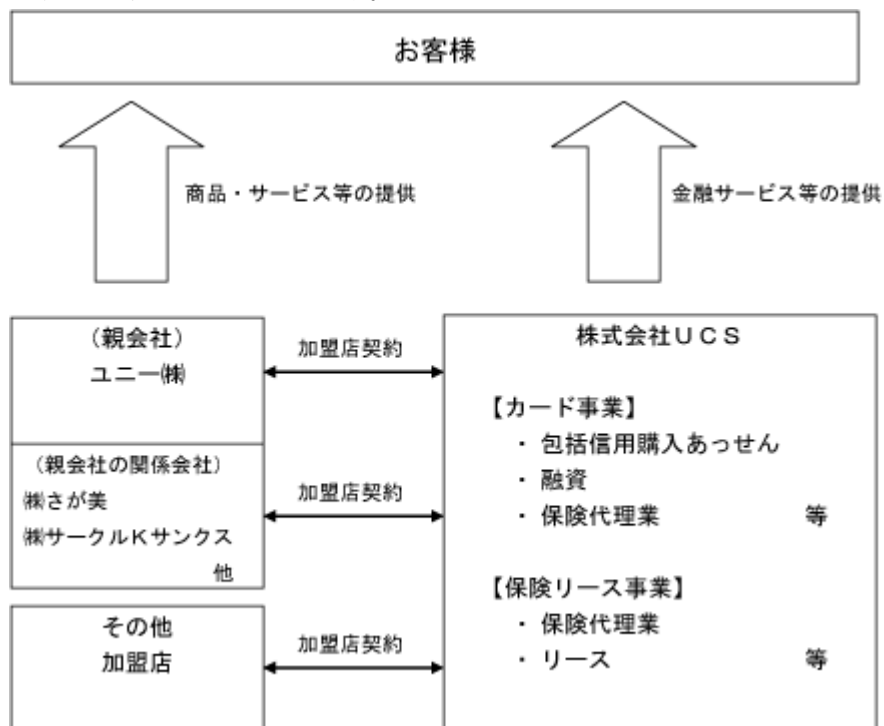 お客様
商品・サービス等の提供
金融サービス等の提供
（親会社）
ユニー㈱
加盟店契約
（親会社の関係会社）
㈱さが美
㈱サークルＫサンクス
他
加盟店契約
その他
加盟店
加盟店契約
株式会社ＵＣＳ
【カード事業】
・ 包括信用購入あっせん
・ 融資
・ 保険代理業 等
【保険リース事業】
・ 保険代理業
・ リース 等